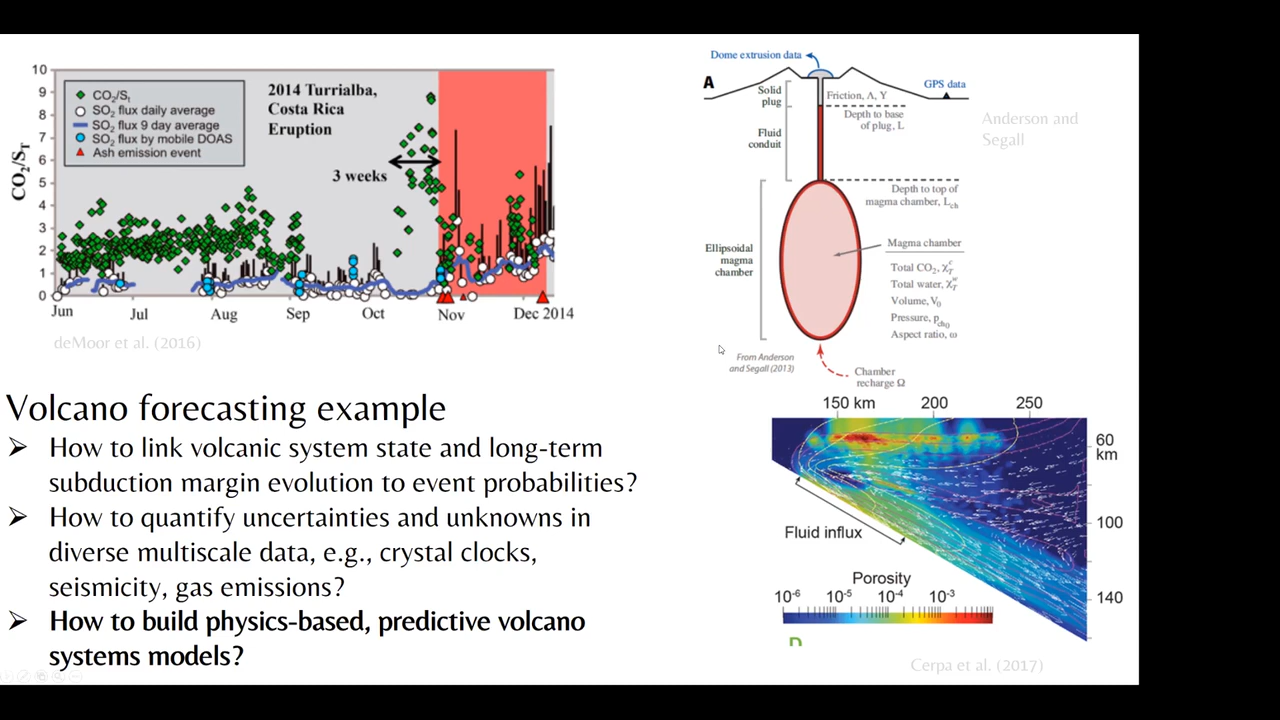 10
9
8
7
6
5
4
3
2
1
0
CO2/ST
CO2/St
SO2 flux daily average
SO2 flux 9 day average
SO2 flux by mobile DOAS
Ash emission event
2014 Turrialba,
Costa Rica
Eruption
3 weeks
Jun Jul Aug Sep Oct Nov Dec 2014
deMoor et al. (2016)
Volcano forecasting example
➢ How to link volcanic system state and long-term
subduction margin evolution to event probabilities?
➢ How to quantify uncertainties and unknowns in
diverse multiscale data, e.g., crystal clocks,
seismicity, gas emissions?
➢ How to build physics-based, predictive volcano
systems models?
A
Dome extrusion data
GPS data
Solid
plug
Friction, Λ, Υ
Depth to base
of plug, L
Fluid
conduit
Depth to top of
magma chamber, Lch
Ellipsoidal
magma
chamber
Magma chamber
Total CO2, χTc
Total water, χTw
Volume, V0
Pressure, pch0
Aspect ratio, ω
Chamber
recharge Ω
From Anderson
and Segall (2013)
Anderson and
Segall
150 km 200 250
60
km
100
140
Fluid influx
Porosity
10-6 10-5 10-4 10-3
Cerpa et al. (2017)